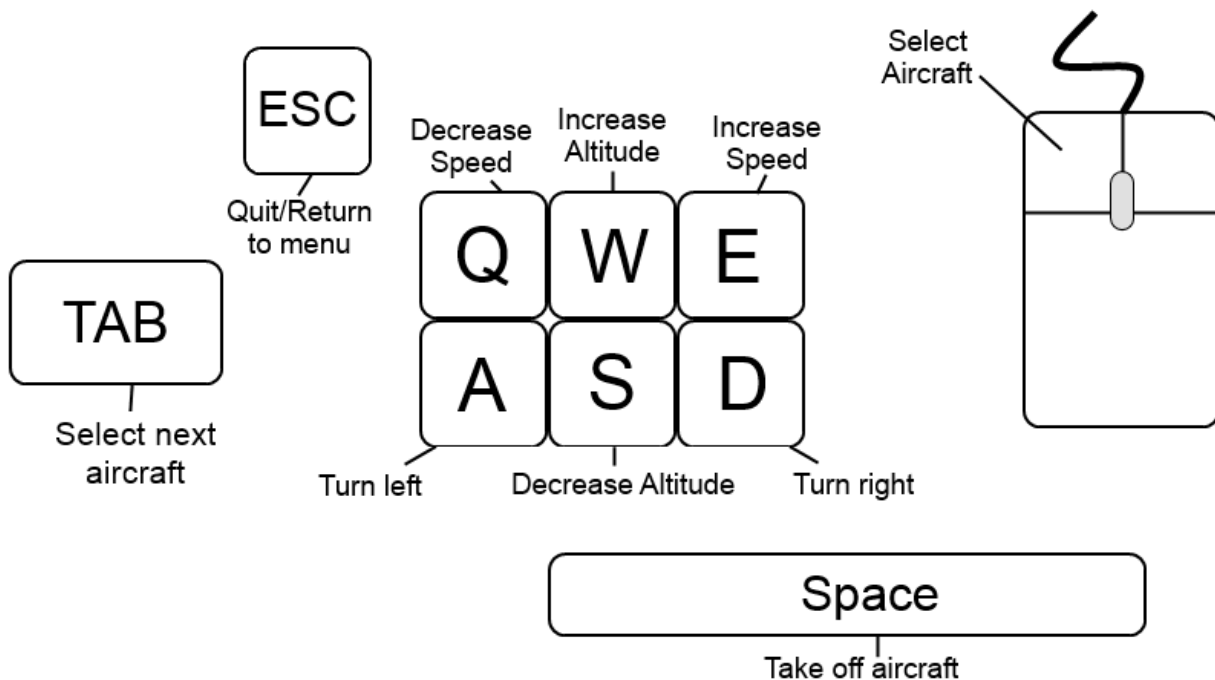 Select
Aircraft
ESC
Quit/Return
to menu
Decrease
Speed
Increase
Altitude
Increase
Speed
TAB
Select next
aircraft
Q W E
A S D
Turn left
Decrease Altitude
Turn right
Space
Take off aircraft